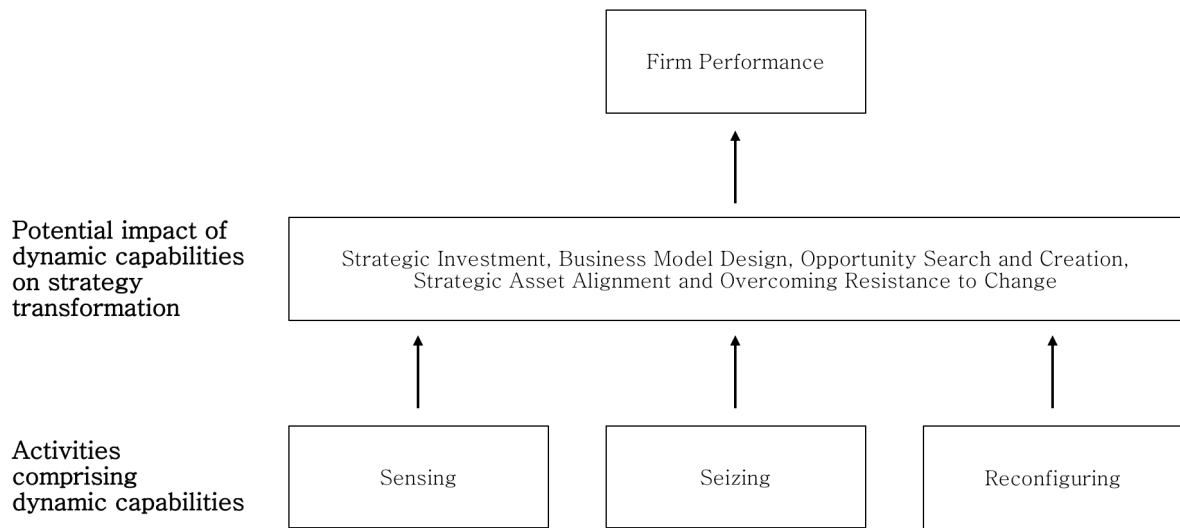 Firm Performance
Potential impact of
dynamic capabilities
on strategy
transformation
Strategic Investment, Business Model Design, Opportunity Search and Creation,
Strategic Asset Alignment and Overcoming Resistance to Change
Activities
comprising
dynamic capabilities
Sensing
Seizing
Reconfiguring